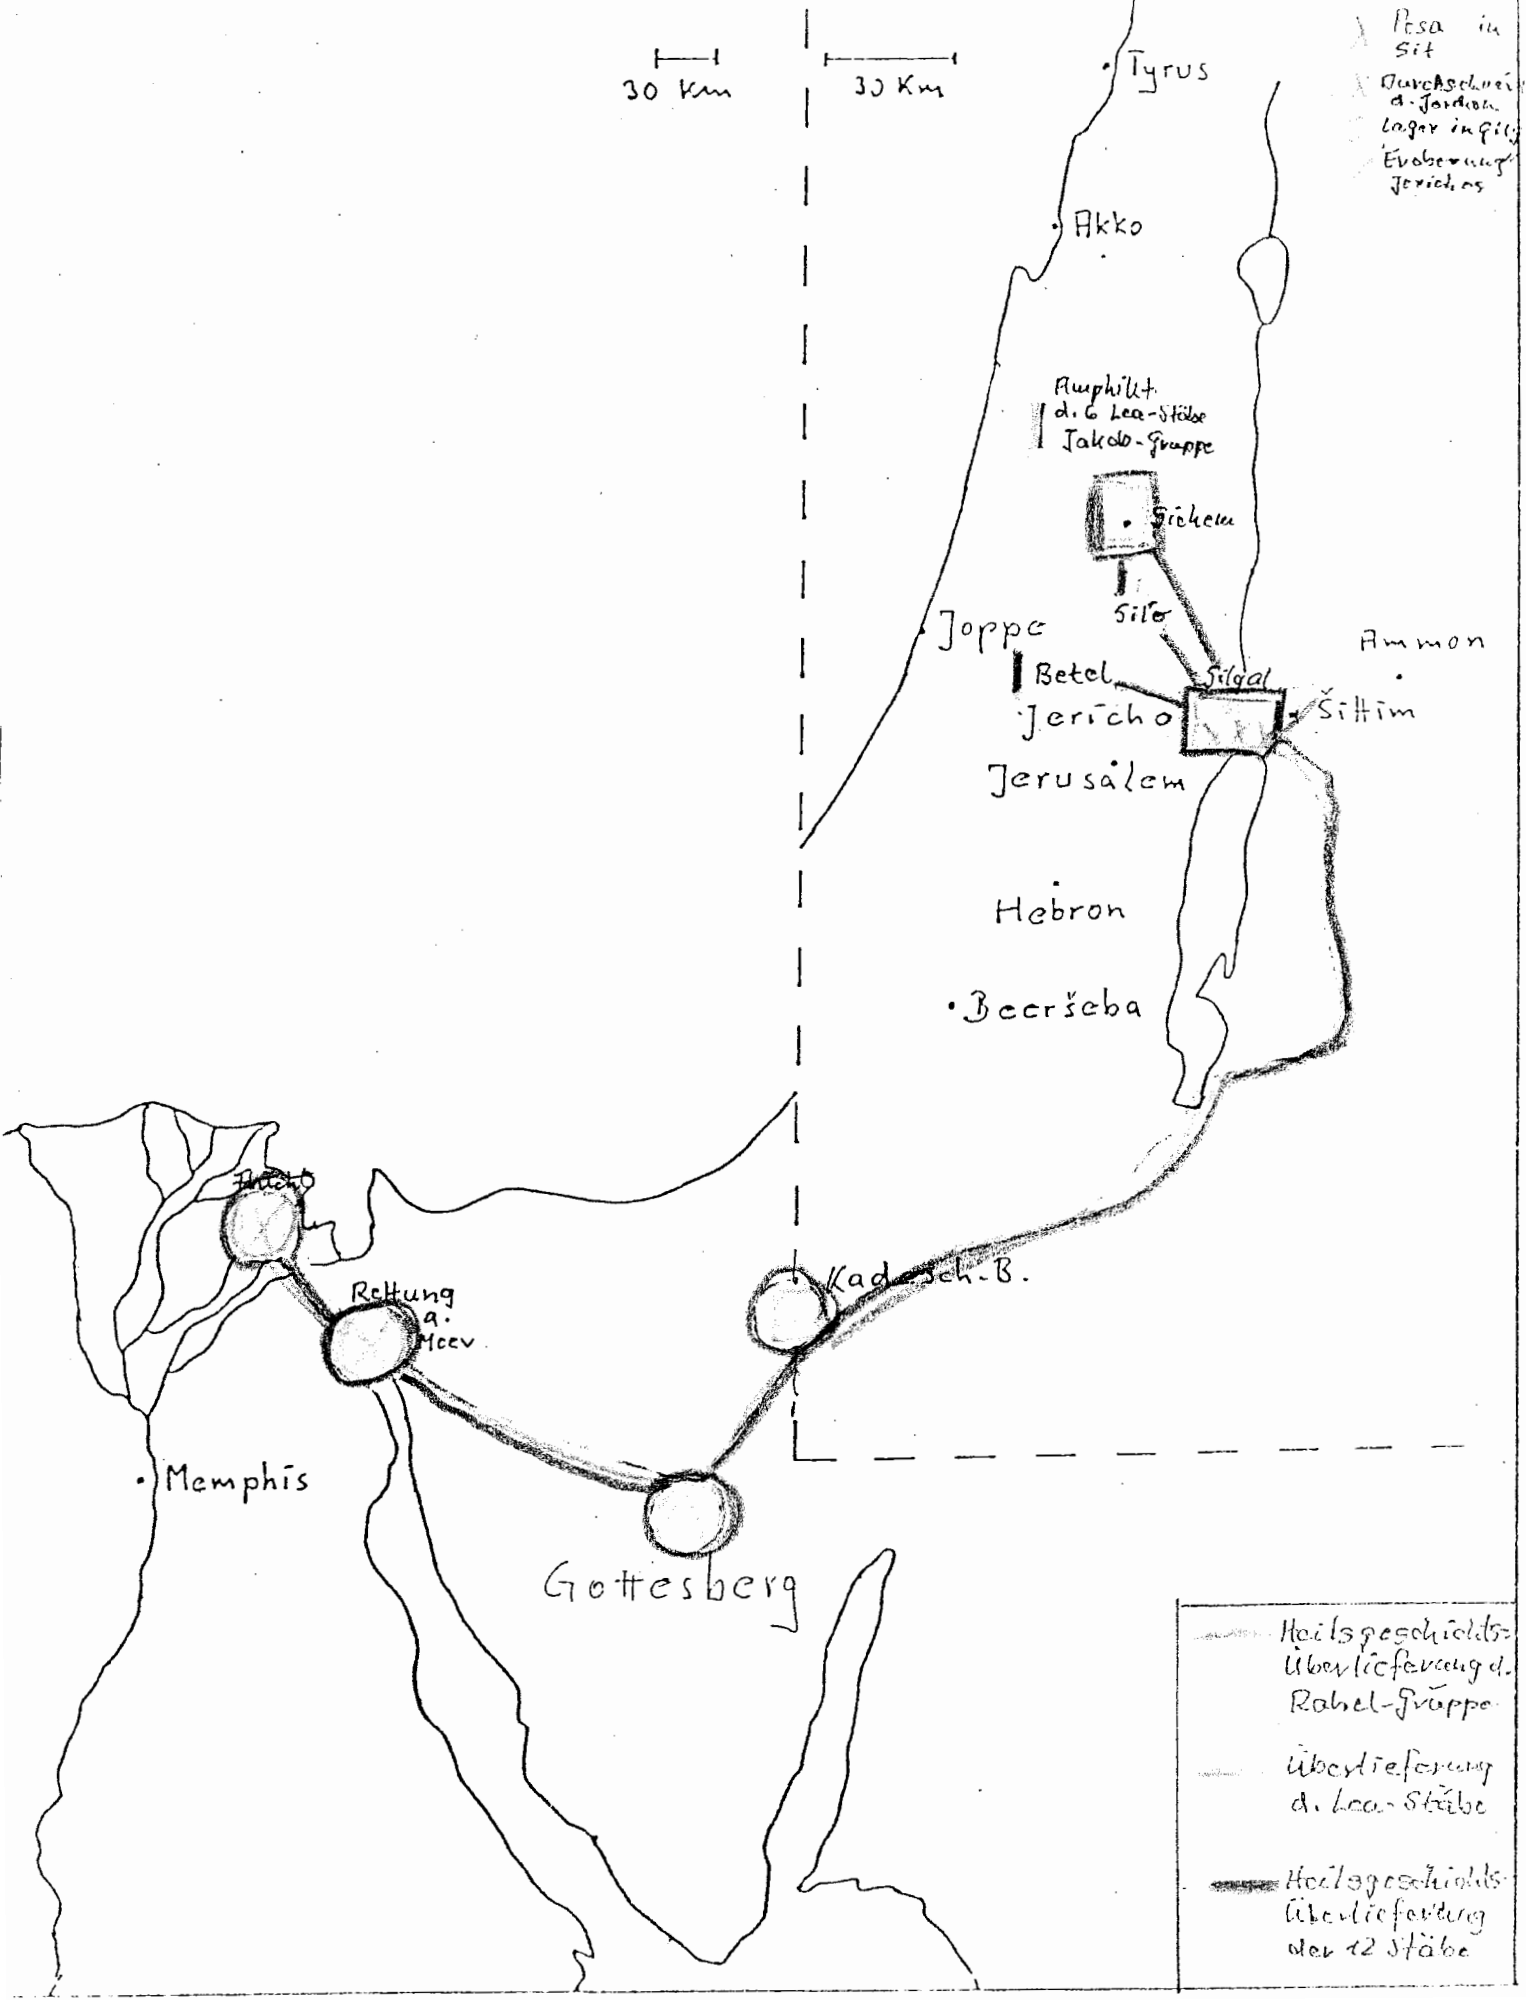 30 Km
30 Km
Tyrus
Pesa in
Sit
d. Jordan
Lager in Gilg
Eroberung
Jerichos
Akko
Amphikt.
d. 6 Lea-Stäbe
Jakob-Gruppe
Sichem
Silo
Joppe
Ammon
Betel
Gilgal
Jericho
Šittim
Jerusalem
Hebron
Beeršeba
Kadesch-B.
Rettung
a.
Meer
Memphis
Gottesberg
Heilsgeschichts=
Überlieferung d.
Rahel-Gruppe
Überlieferung
d. Lea-Stäbe
Heilsgeschichts-
Überlieferung
der 12 Stäbe